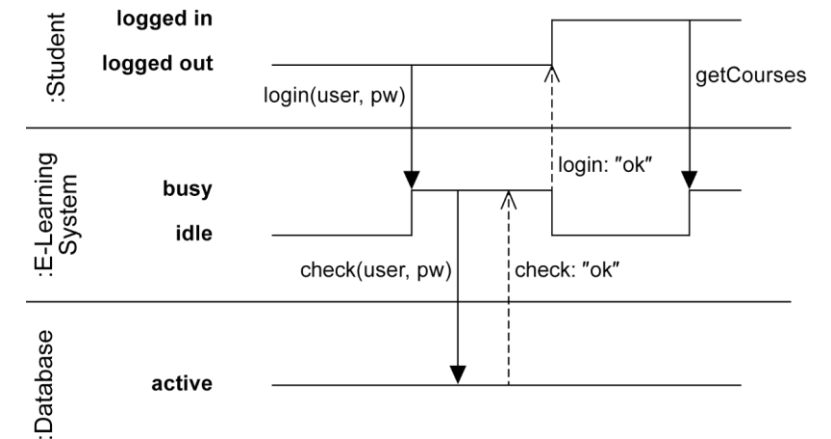 :Student
logged in
logged out
login(user, pw)
getCourses
:E-Learning
System
busy
idle
login: "ok"
check(user, pw)
check: "ok"
:Database
active